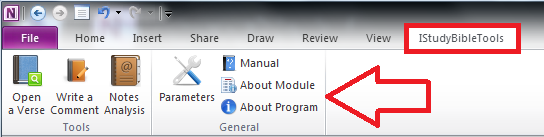 File Home Insert Share Draw Review View IStudyBibleTools
Open a Verse
Write a Comment
Notes Analysis
Tools
Parameters
Manual
About Module
About Program
General